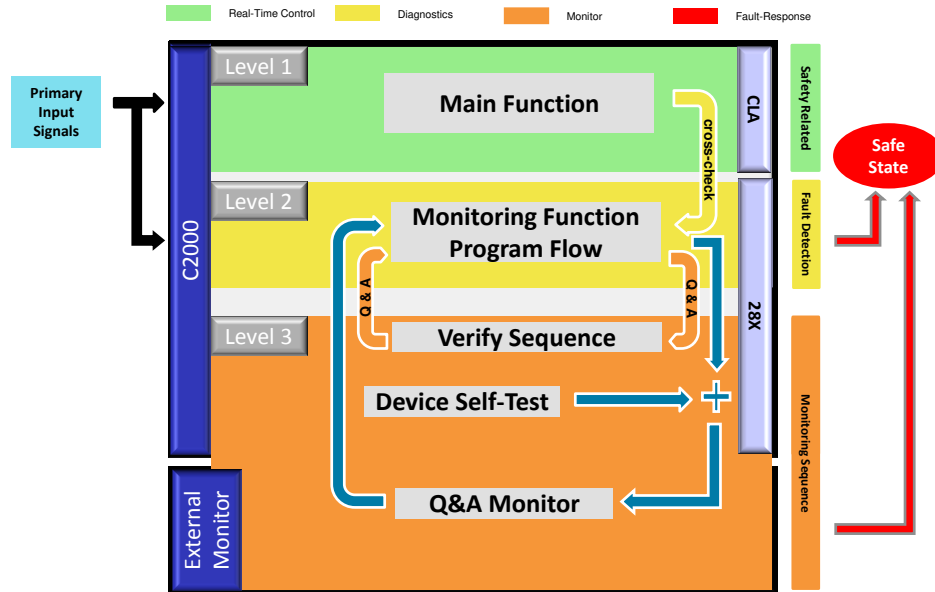 Real-Time Control
Diagnostics
Monitor
Fault-Response
Primary
Input
Signals
C2000
External
Monitor
Level 1
Main Function
cross-check
CLA
Safety Related
Safe
State
Level 2
Monitoring Function
Program Flow
Fault Detection
Q & A
Q & A
28X
Level 3
Verify Sequence
Device Self-Test
Q&A Monitor
Monitoring Sequence